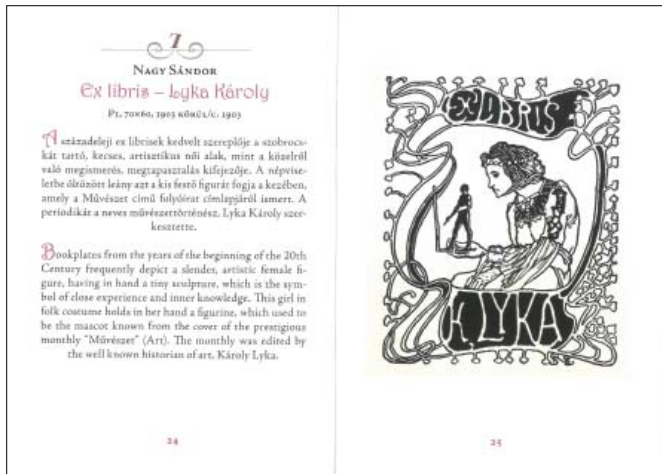 7
NAGY SÁNDOR
Ex libris – Lyka Károly
P1, 70×60, 1903 KÖRÜL/C. 1903
A századeleji ex librisek kedvelt szereplője a szobrocs-
kát tartó, kecses, artisztikus női alak, mint a közelről
való megismerés, megtapasztalás kifejezője. A népvise-
letbe öltözött leány azt a kis festő figurát fogja a kezében,
amely a Művészet című folyóirat címlapjáról ismert. A
periodikát a neves művészettörténész, Lyka Károly szer-
kesztette.
Bookplates from the years of the beginning of the 20th
Century frequently depict a slender, artistic female fi-
gure, having in hand a tiny sculpture, which is the sym-
bol of close experience and inner knowledge. This girl in
folk costume holds in her hand a figurine, which used to
be the mascot known from the cover of the prestigious
monthly "Művészet" (Art). The monthly was edited by
the well known historian of art, Károly Lyka.
24
EX LIBRIS
K LYKA
25